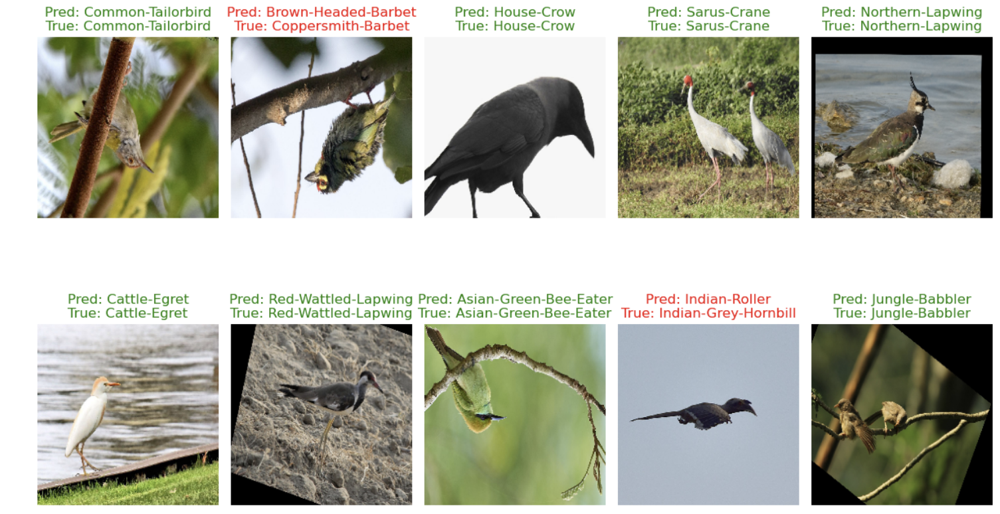 Pred: Common-Tailorbird
True: Common-Tailorbird
Pred: Brown-Headed-Barbet
True: Coppersmith-Barbet
Pred: House-Crow
True: House-Crow
Pred: Sarus-Crane
True: Sarus-Crane
Pred: Northern-Lapwing
True: Northern-Lapwing
Pred: Cattle-Egret
True: Cattle-Egret
Pred: Red-Wattled-Lapwing
True: Red-Wattled-Lapwing
Pred: Asian-Green-Bee-Eater
True: Asian-Green-Bee-Eater
Pred: Indian-Roller
True: Indian-Grey-Hornbill
Pred: Jungle-Babbler
True: Jungle-Babbler